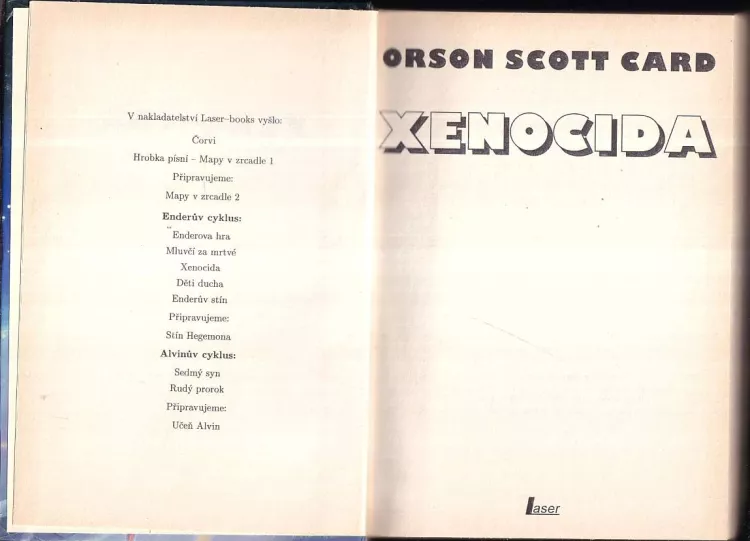 V nakladatelství Laser–books vyšlo:
Čorvi
Hrobka písní – Mapy v zrcadle 1
Připravujeme:
Mapy v zrcadle 2
Enderův cyklus:
Enderova hra
Mluvčí za mrtvé
Xenocida
Děti ducha
Enderův stín
Připravujeme:
Stín Hegemona
Alvinův cyklus:
Sedmý syn
Rudý prorok
Připravujeme:
Učeň Alvin
ORSON SCOTT CARD
XENOCIDA
Laser